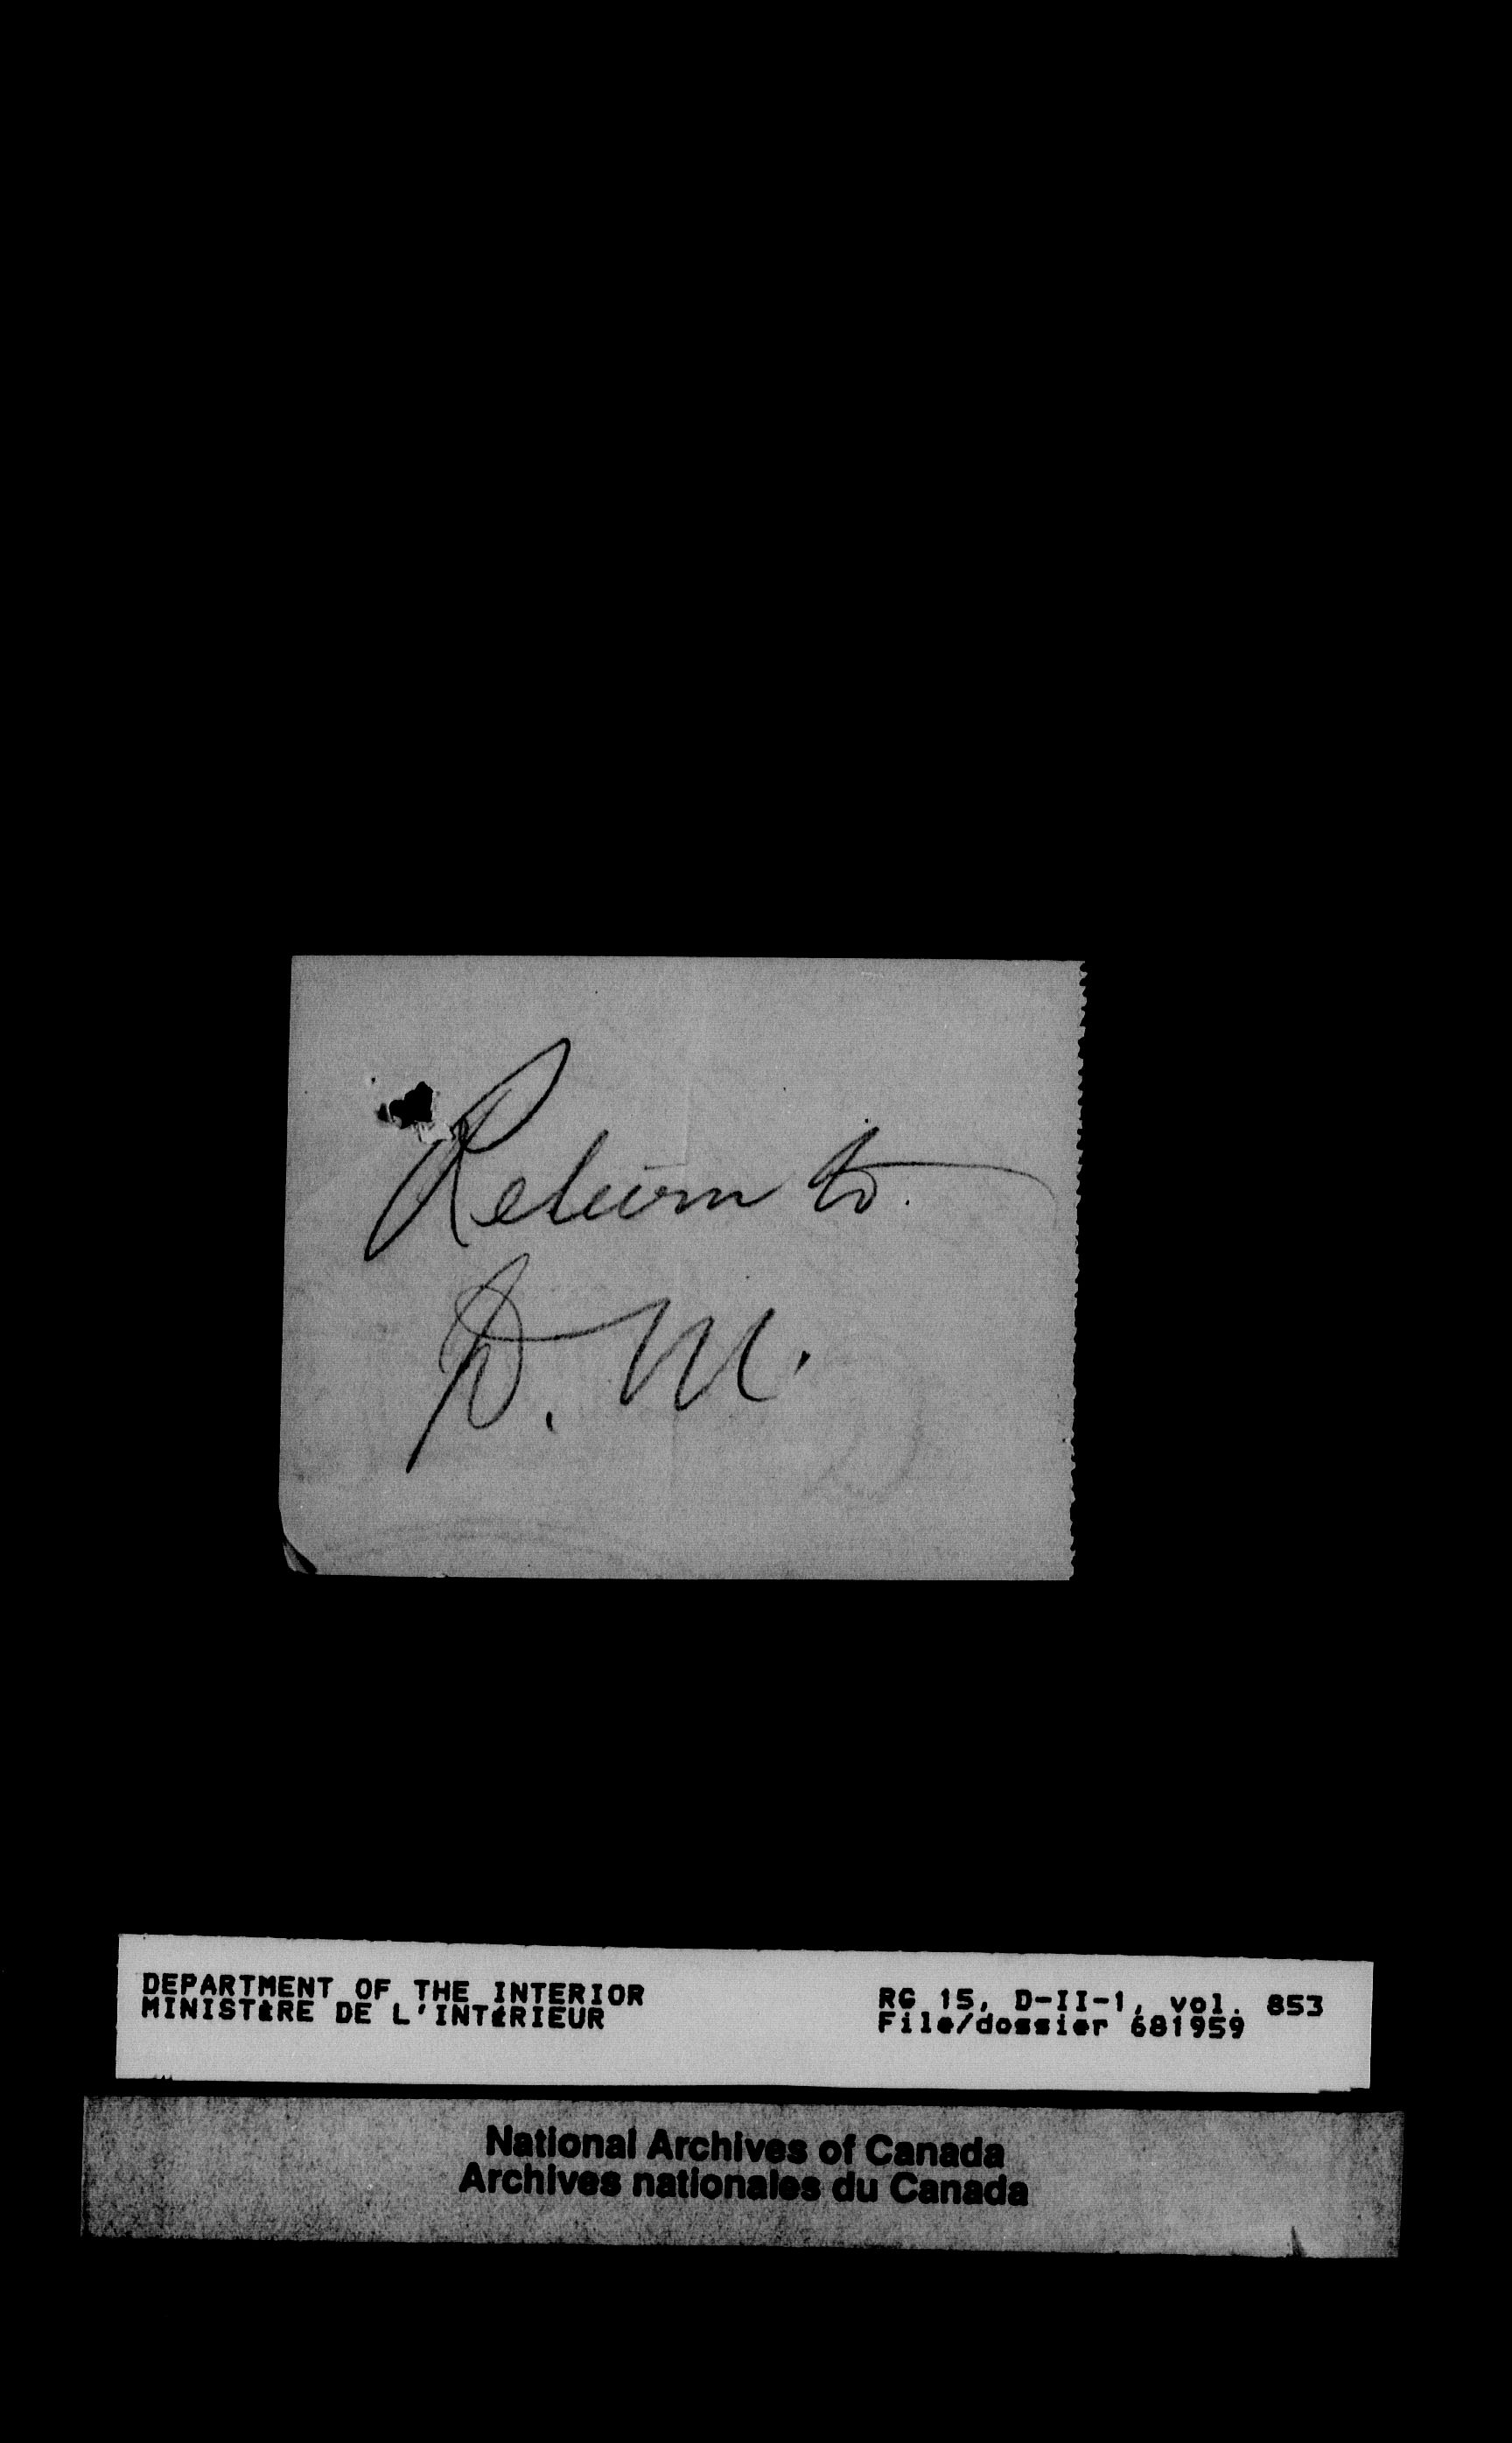 Return to.
D. M.
DEPARTMENT OF THE INTERIOR
MINISTÈRE DE L'INTÉRIEUR
RG 15, D-II-1, vol. 853
File/dossier 681959
National Archives of Canada
Archives nationales du Canada